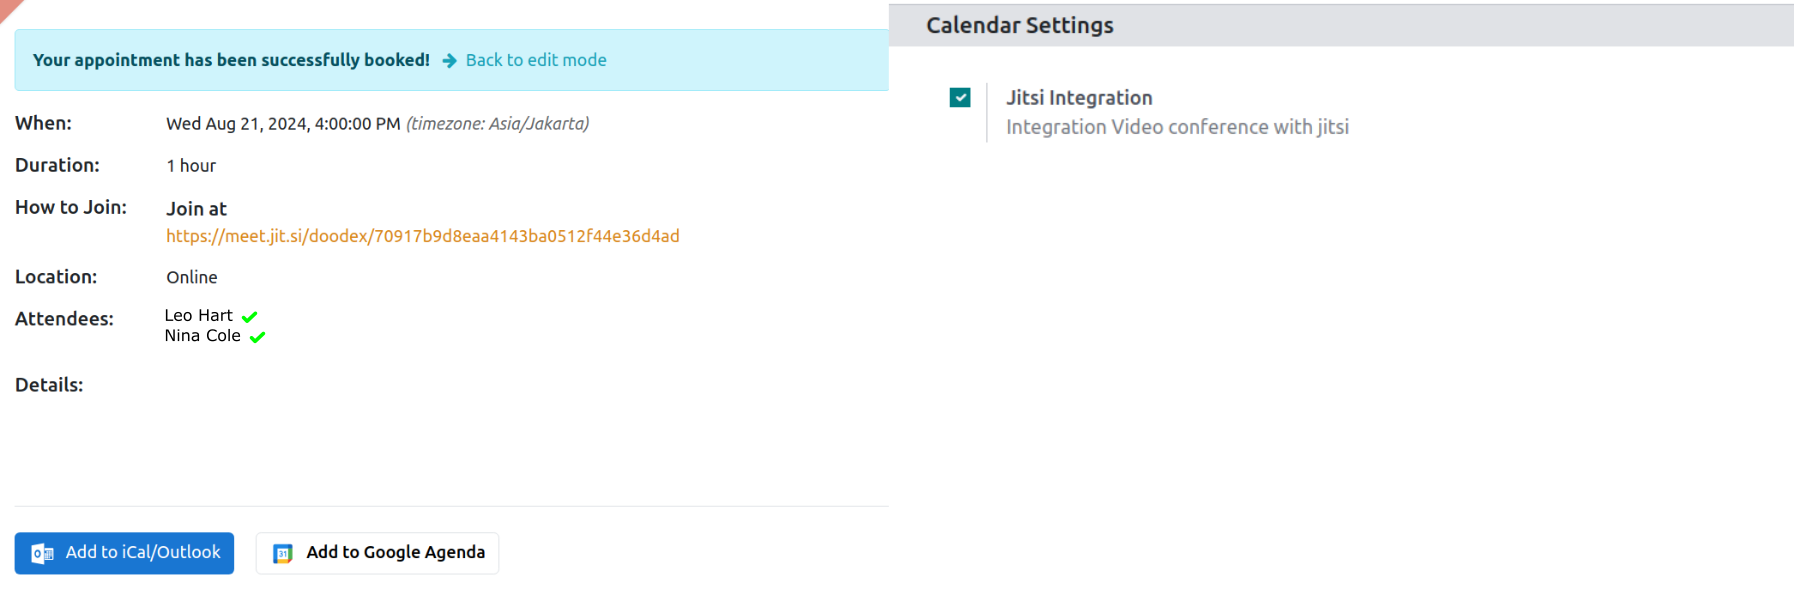 Your appointment has been successfully booked! Back to edit mode
When: Wed Aug 21, 2024, 4:00:00 PM (timezone: Asia/Jakarta)
Duration: 1 hour
How to Join: Join at
https://meet.jit.si/doodex/70917b9d8eaa4143ba0512f44e36d4ad
Location: Online
Attendees: Leo Hart
Nina Cole
Details:
Add to iCal/Outlook
31 Add to Google Agenda
Calendar Settings
Jitsi Integration
Integration Video conference with jitsi